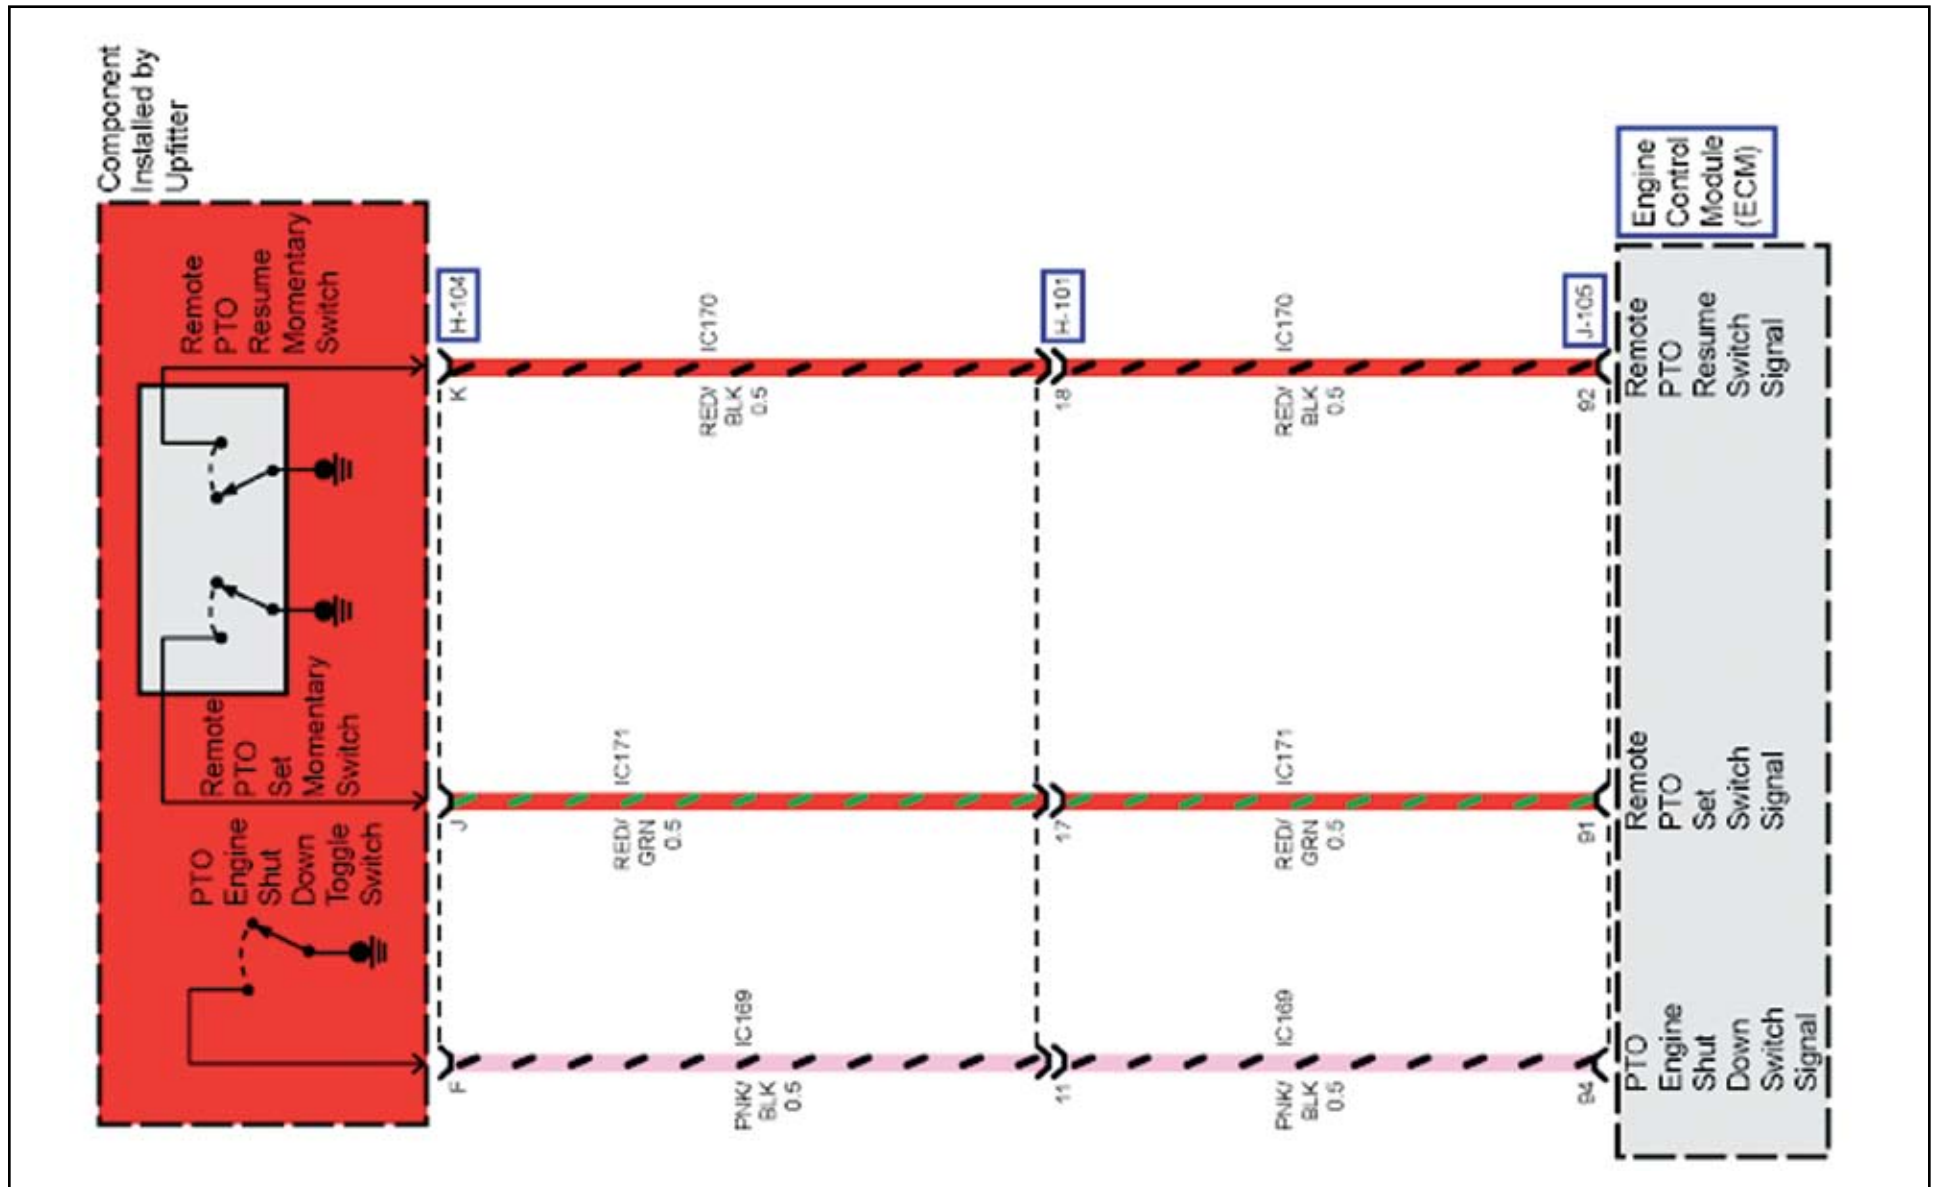 Component
Installed by
Upfitter
Remote
PTO
Resume
Momentary
Switch
Remote
PTO
Set
Momentary
Switch
PTO
Engine
Shut
Down
Toggle
Switch
H-104
K
J
F
IC170
RED/
BLK
0.5
IC171
RED/
GRN
0.5
IC169
PNK/
BLK
0.5
H-101
18
17
11
IC170
RED/
BLK
0.5
IC171
RED/
GRN
0.5
IC169
PNK/
BLK
0.5
J-105
92
91
94
Engine
Control
Module
(ECM)
Remote
PTO
Resume
Switch
Signal
Remote
PTO
Set
Switch
Signal
PTO
Engine
Shut
Down
Switch
Signal